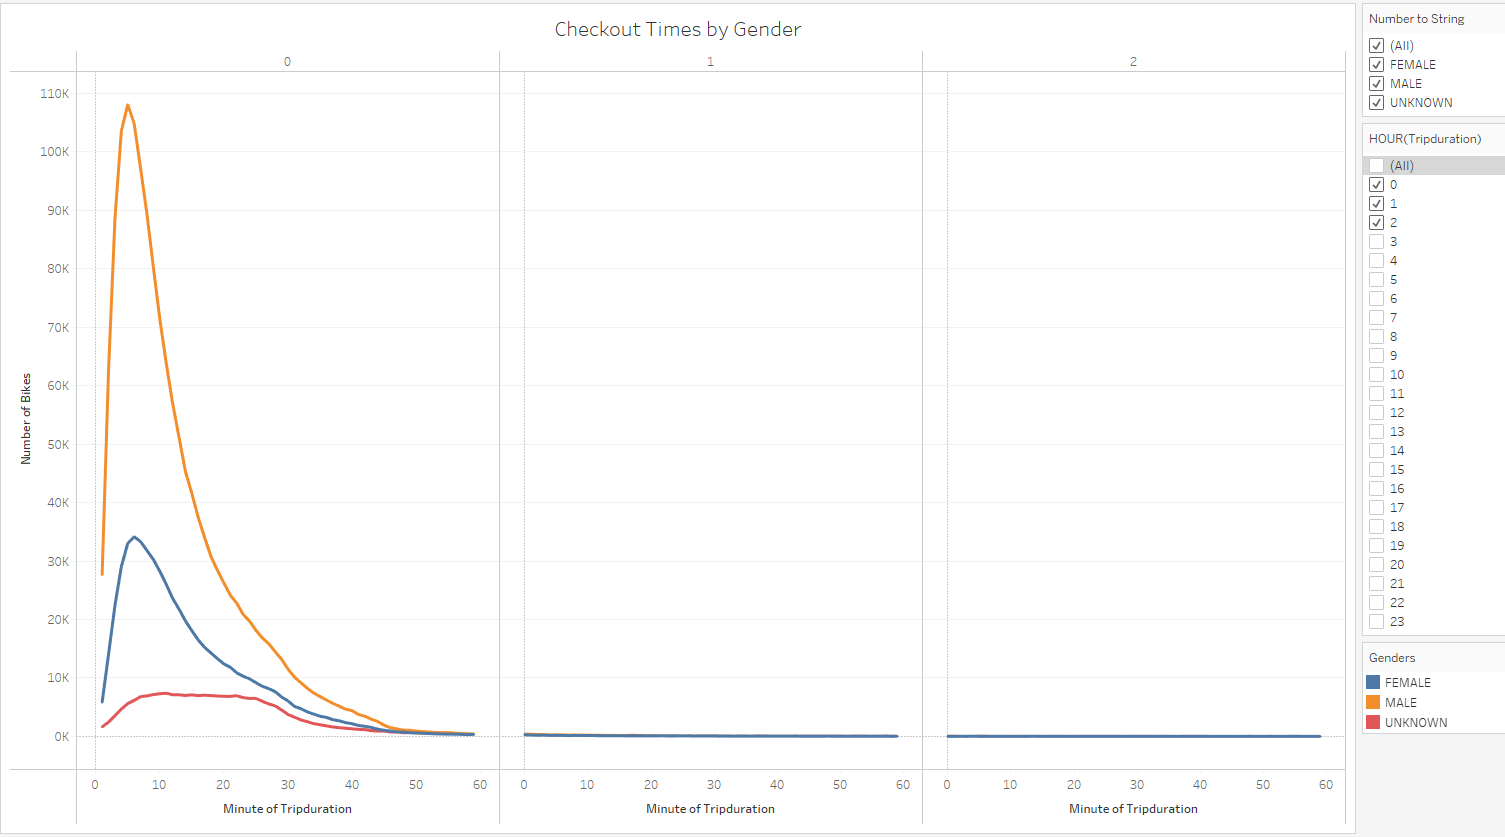 Checkout Times by Gender
0 1 2
110K
100K
90K
80K
70K
60K
50K
40K
30K
20K
10K
0K
Number of Bikes
0 10 20 30 40 50 60 0 10 20 30 40 50 60 0 10 20 30 40 50 60
Minute of Tripduration Minute of Tripduration Minute of Tripduration
Number to String
(All)
FEMALE
MALE
UNKNOWN
HOUR(Tripduration)
(All)
0
1
2
3
4
5
6
7
8
9
10
11
12
13
14
15
16
17
18
19
20
21
22
23
Genders
FEMALE
MALE
UNKNOWN